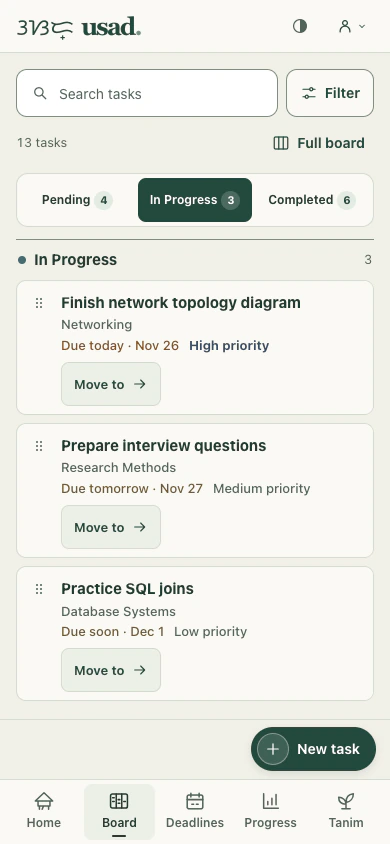 usad.
Search tasks
Filter
13 tasks
Full board
Pending 4
In Progress 3
Completed 6
In Progress
3
Finish network topology diagram
Networking
Due today · Nov 26 High priority
Move to →
Prepare interview questions
Research Methods
Due tomorrow · Nov 27 Medium priority
Move to →
Practice SQL joins
Database Systems
Due soon · Dec 1 Low priority
Move to →
New task
Home
Board
Deadlines
Progress
Tanim